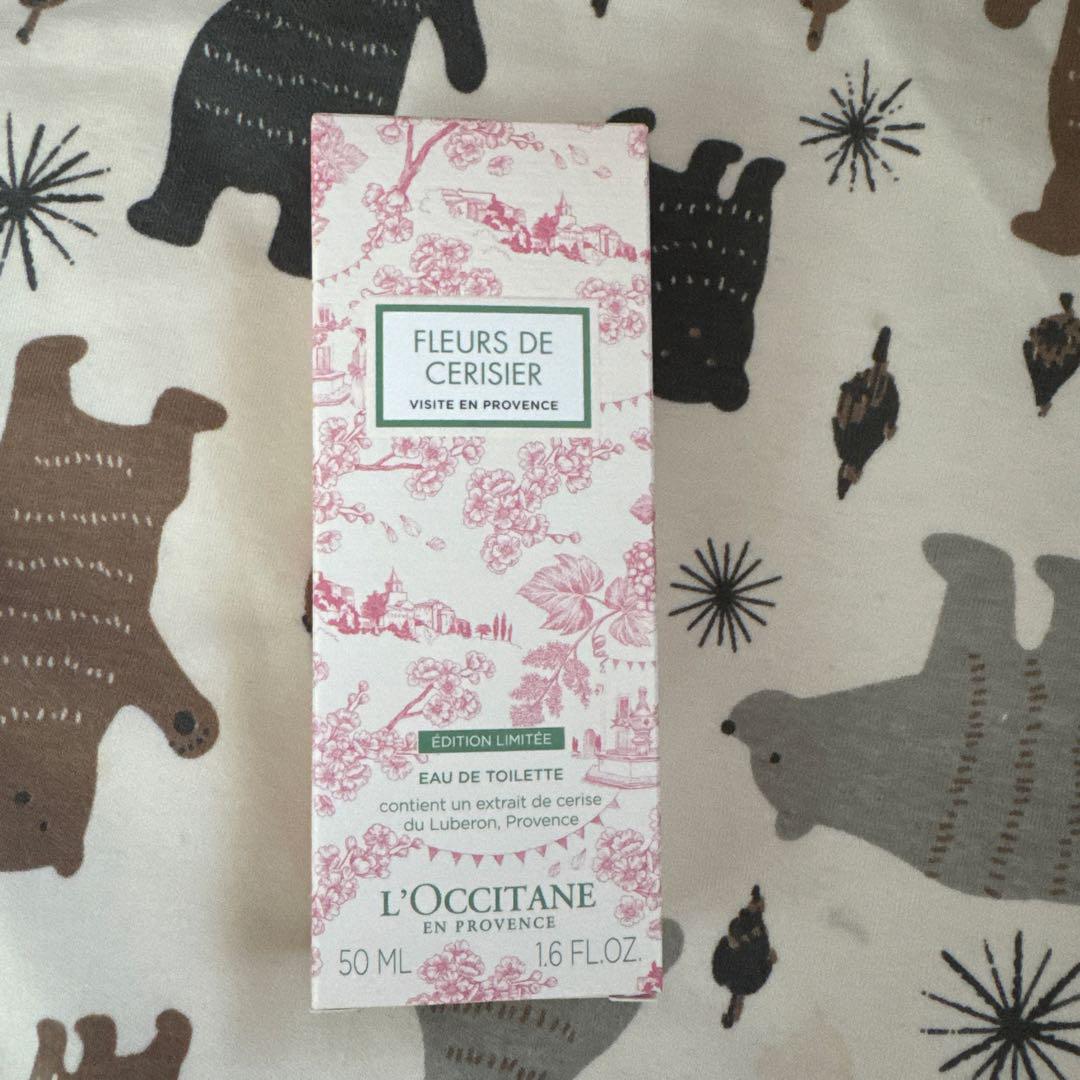 FLEURS DE
CERISIER
VISITE EN PROVENCE
ÉDITION LIMITÉE
EAU DE TOILETTE
contient un extrait de cerise
du Luberon, Provence
L'OCCITANE
EN PROVENCE
50 ML 1.6 FL.OZ.